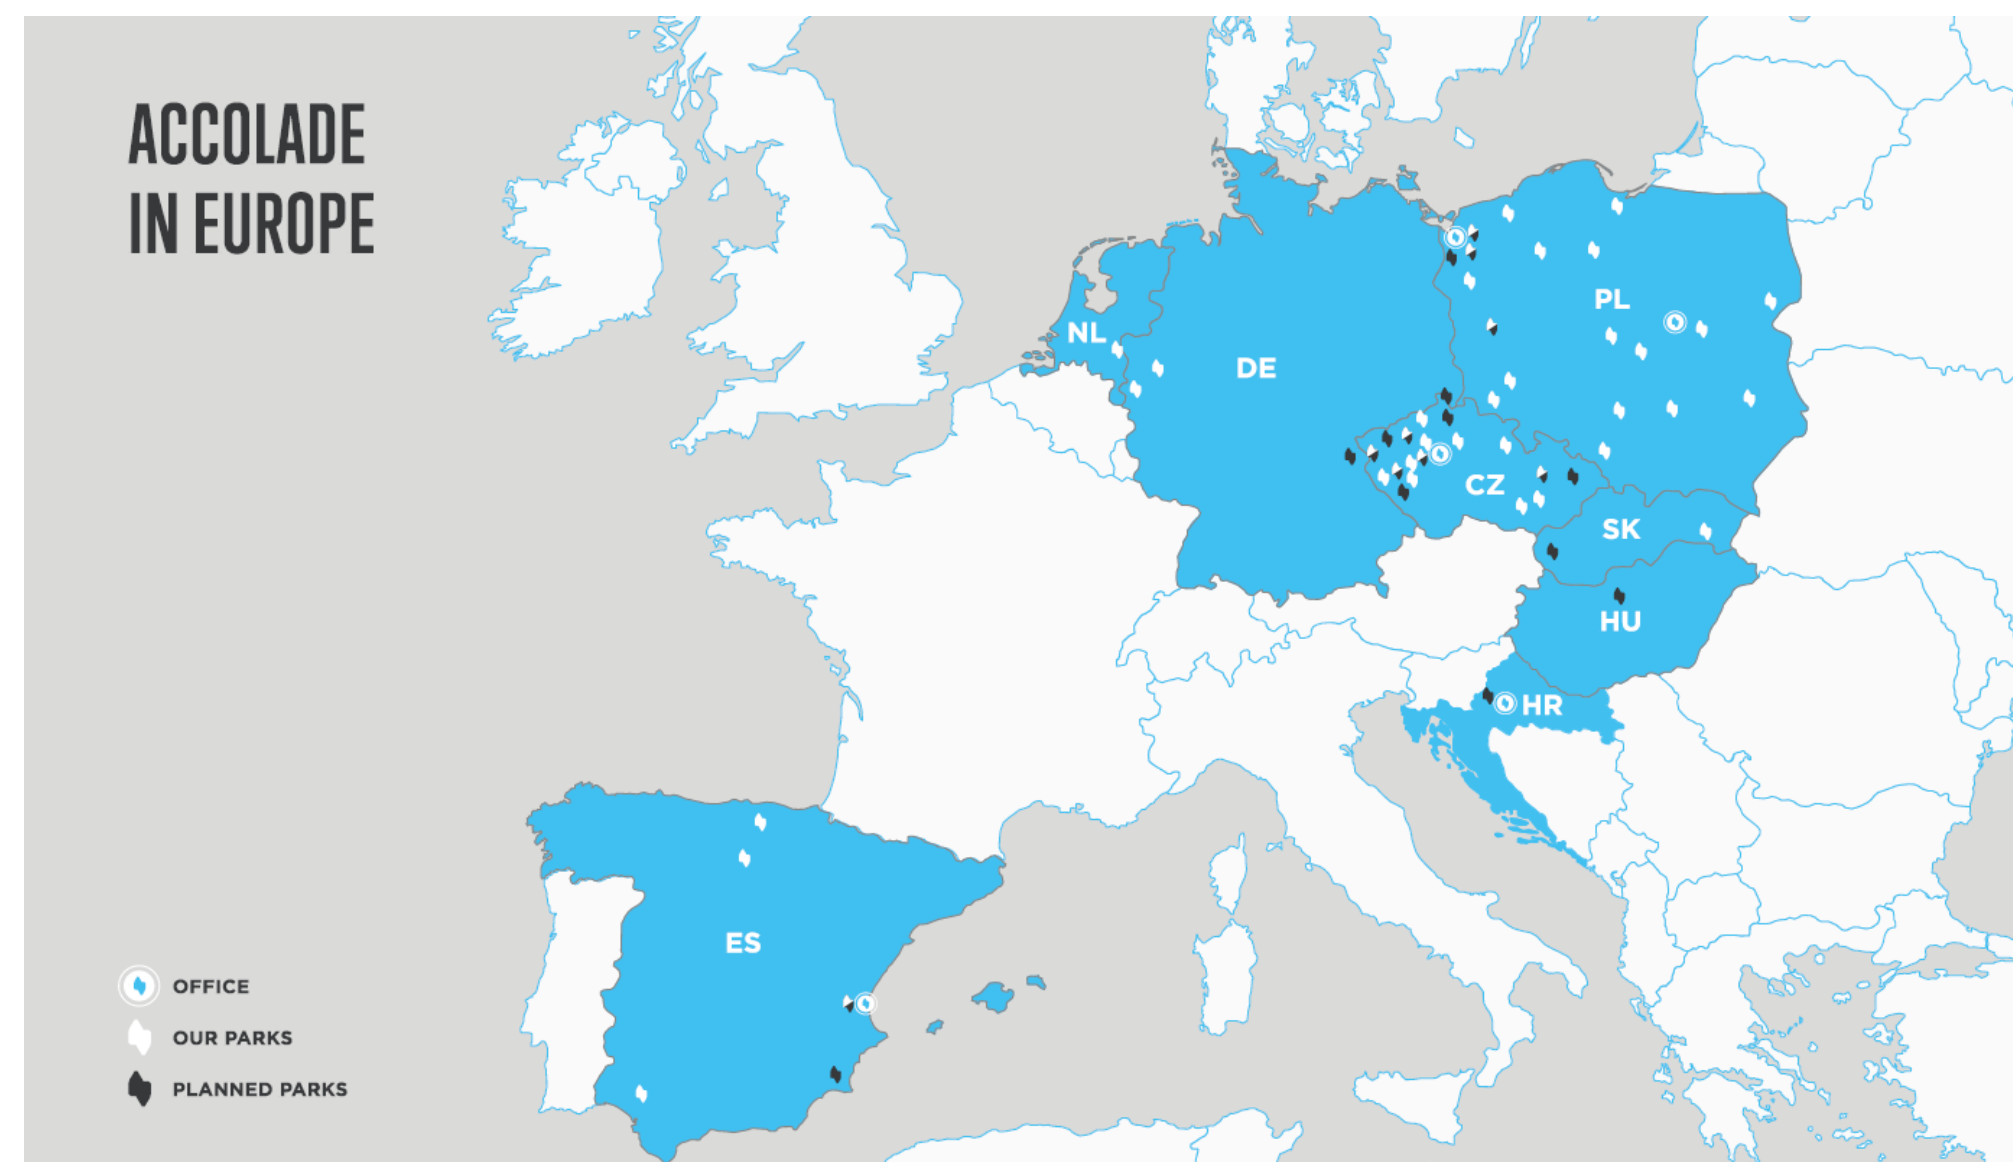 ACCOLADE
IN EUROPE
PL
NL
DE
CZ
SK
HU
HR
ES
OFFICE
OUR PARKS
PLANNED PARKS